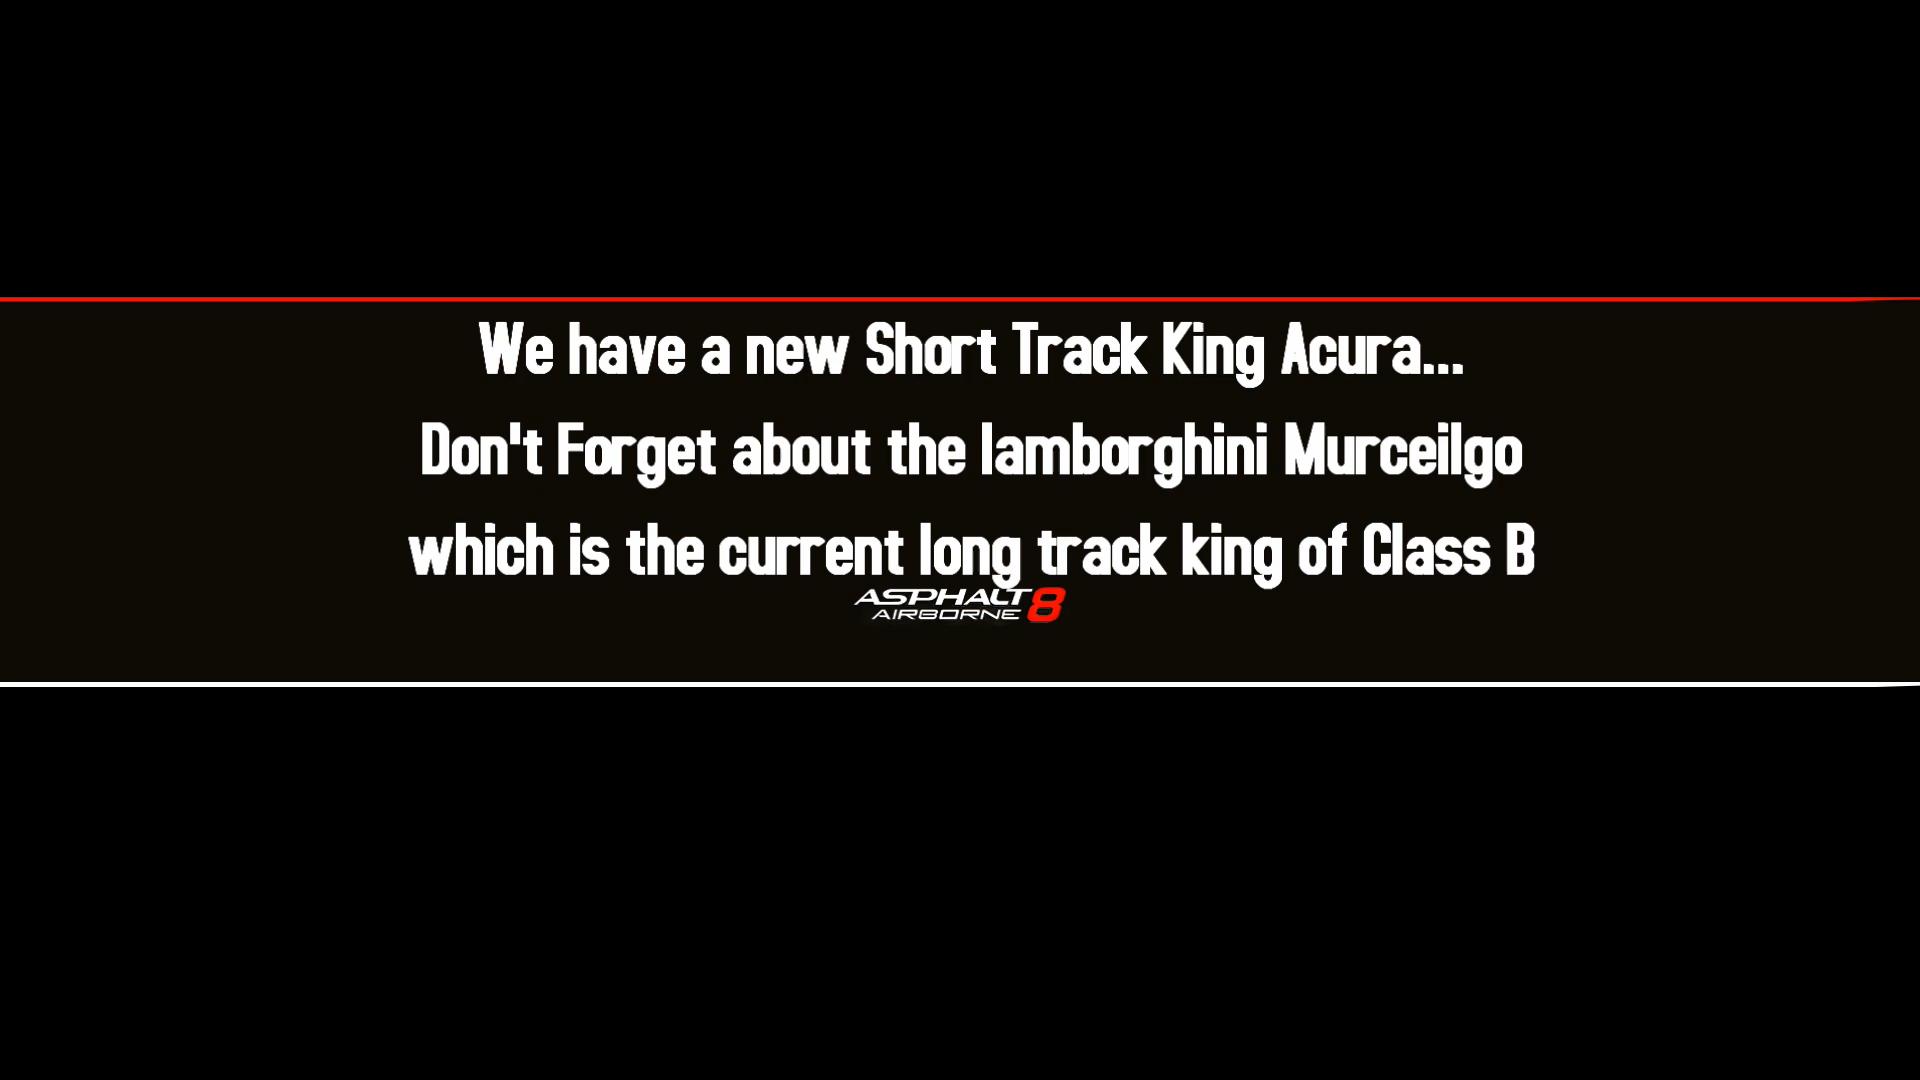 We have a new Short Track King Acura...
Don't Forget about the lamborghini Murceilgo
which is the current long track king of Class B
ASPHALT 8
AIRBORNE